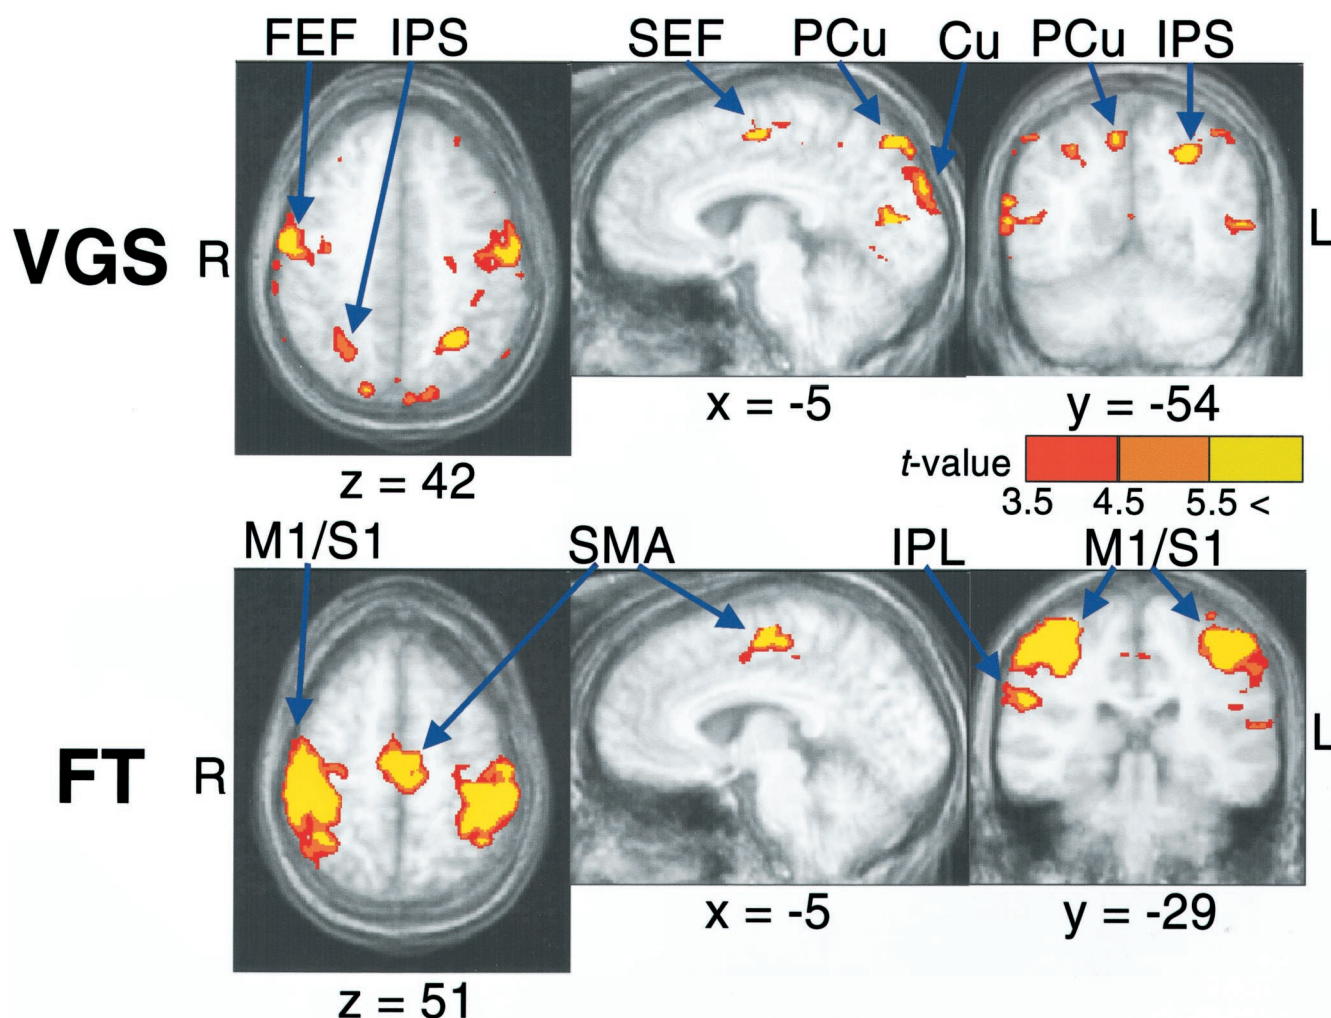 FEF IPS SEF PCu Cu PCu IPS
VGS R L
x = -5 y = -54
z = 42
t-value
3.5 4.5 5.5 <
M1/S1 SMA IPL M1/S1
FT R L
x = -5 y = -29
z = 51